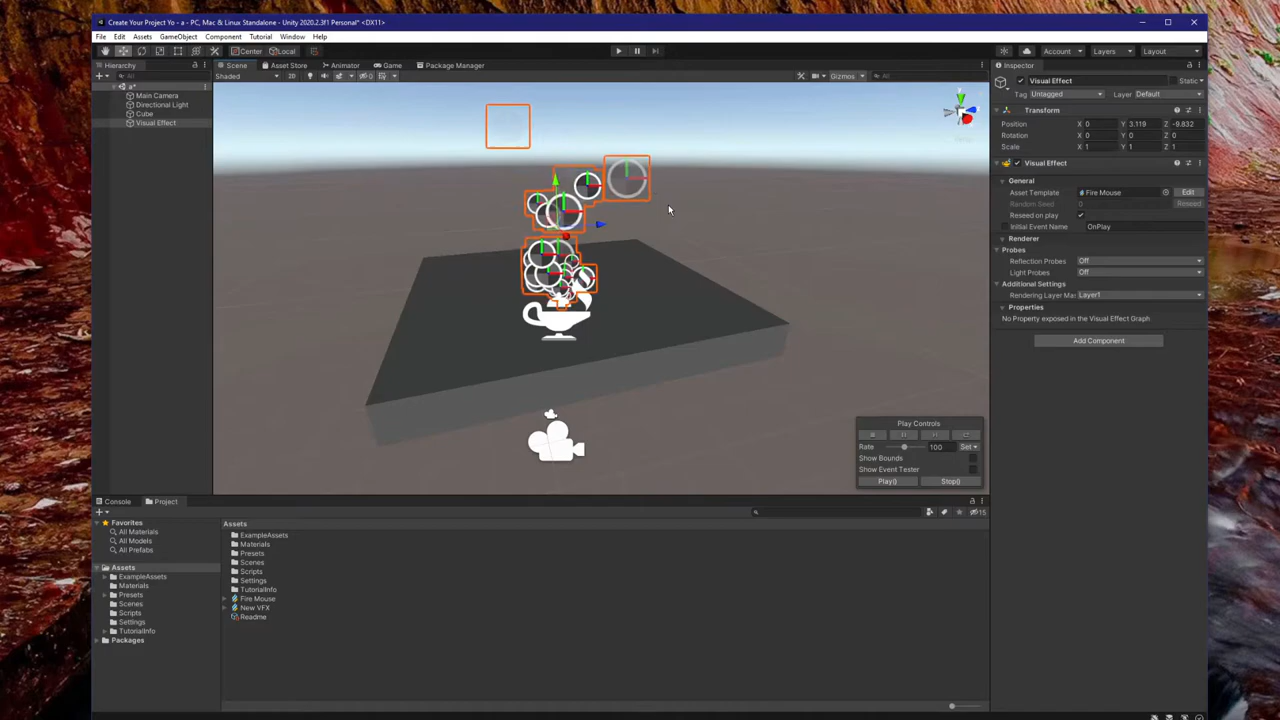 Create Your Project Yo - a - PC, Mac & Linux Standalone - Unity 2020.2.3f1 Personal* <DX11>
File Edit Assets GameObject Component Tutorial Window Help
Center Local Account Layers Layout
Hierarchy Scene Asset Store Animator Game Package Manager Inspector
All Shaded 2D 0 Gizmos All Visual Effect Static
a*
Main Camera
Directional Light
Cube
Visual Effect
Tag Untagged Layer Default
Transform
Position X 0 Y 3.119 Z -9.832
Rotation X 0 Y 0 Z 0
Scale X 1 Y 1 Z 1
Visual Effect
General
Asset Template Fire Mouse Edit
Random Seed 0 Reseed
Reseed on play
Initial Event Name OnPlay
Renderer
Probes
Reflection Probes Off
Light Probes Off
Additional Settings
Rendering Layer Mas Layer1
Properties
No Property exposed in the Visual Effect Graph
Add Component
y
Play Controls
Rate 100 Set
Show Bounds
Show Event Tester
Play() Stop()
Console Project
15
Favorites
All Materials
All Models
All Prefabs
Assets
ExampleAssets
Materials
Presets
Scenes
Scripts
Settings
TutorialInfo
Packages
Assets
ExampleAssets
Materials
Presets
Scenes
Scripts
Settings
TutorialInfo
Fire Mouse
New VFX
Readme